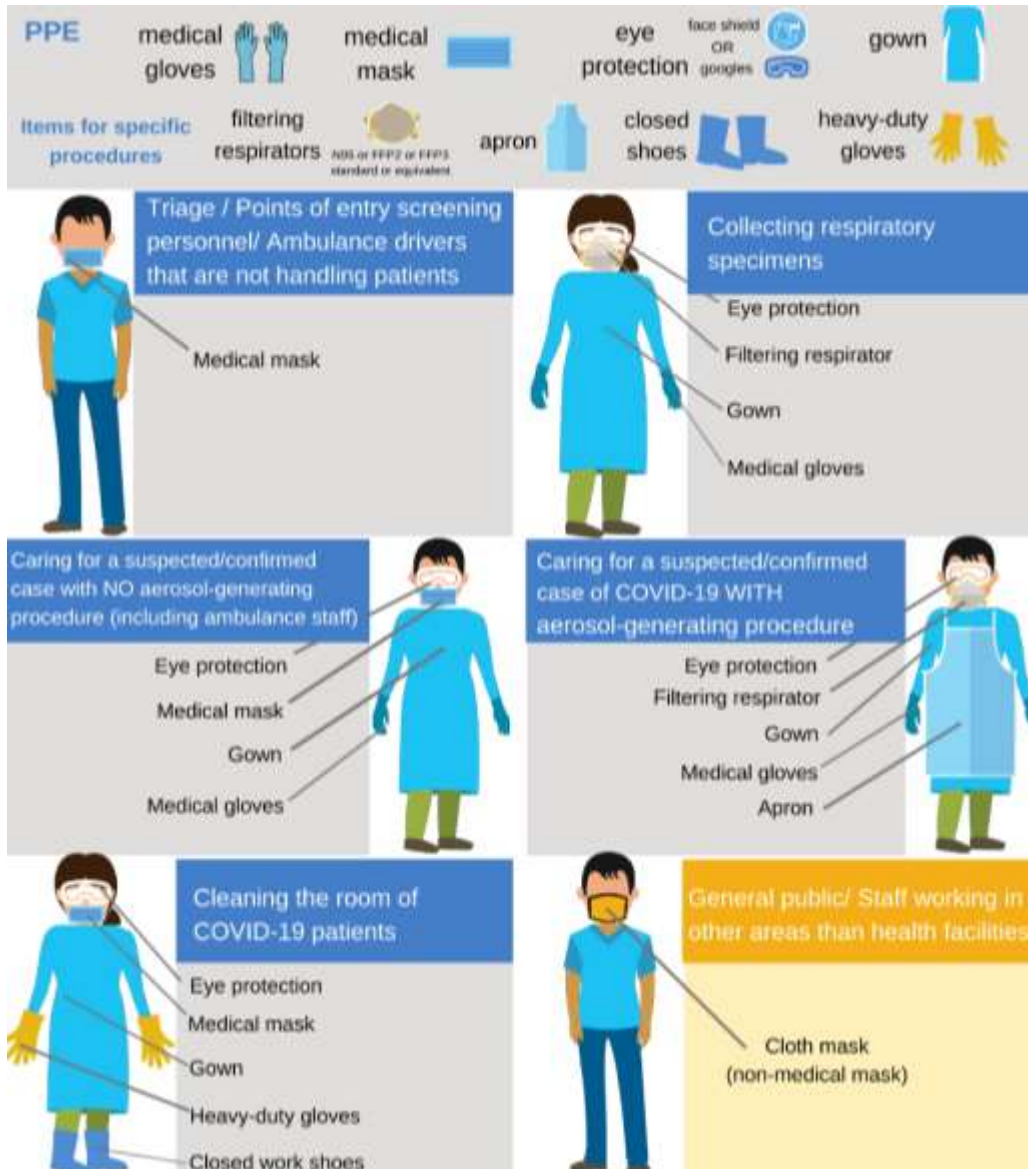 PPE
medical
gloves
medical
mask
eye
protection
face shield
OR
googles
gown
Items for specific
procedures
filtering
respirators
N95 or FFP2 or FFP3
standard or equivalent
apron
closed
shoes
heavy-duty
gloves
Triage / Points of entry screening
personnel/ Ambulance drivers
that are not handling patients
Medical mask
Collecting respiratory
specimens
Eye protection
Filtering respirator
Gown
Medical gloves
Caring for a suspected/confirmed
case with NO aerosol-generating
procedure (including ambulance staff)
Eye protection
Medical mask
Gown
Medical gloves
Caring for a suspected/confirmed
case of COVID-19 WITH
aerosol-generating procedure
Eye protection
Filtering respirator
Gown
Medical gloves
Apron
Cleaning the room of
COVID-19 patients
Eye protection
Medical mask
Gown
Heavy-duty gloves
Closed work shoes
General public/ Staff working in
other areas than health facilities
Cloth mask
(non-medical mask)